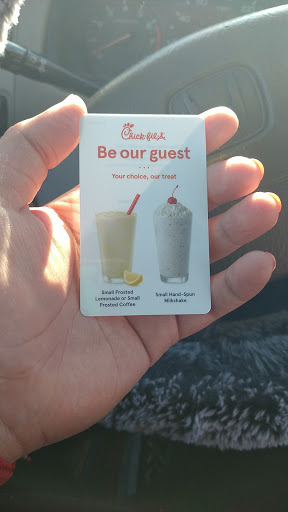 Chick-fil-A
Be our guest
Your choice, our treat
Small Frosted
Lemonade or Small
Frosted Coffee
Small Hand-Spun
Milkshake